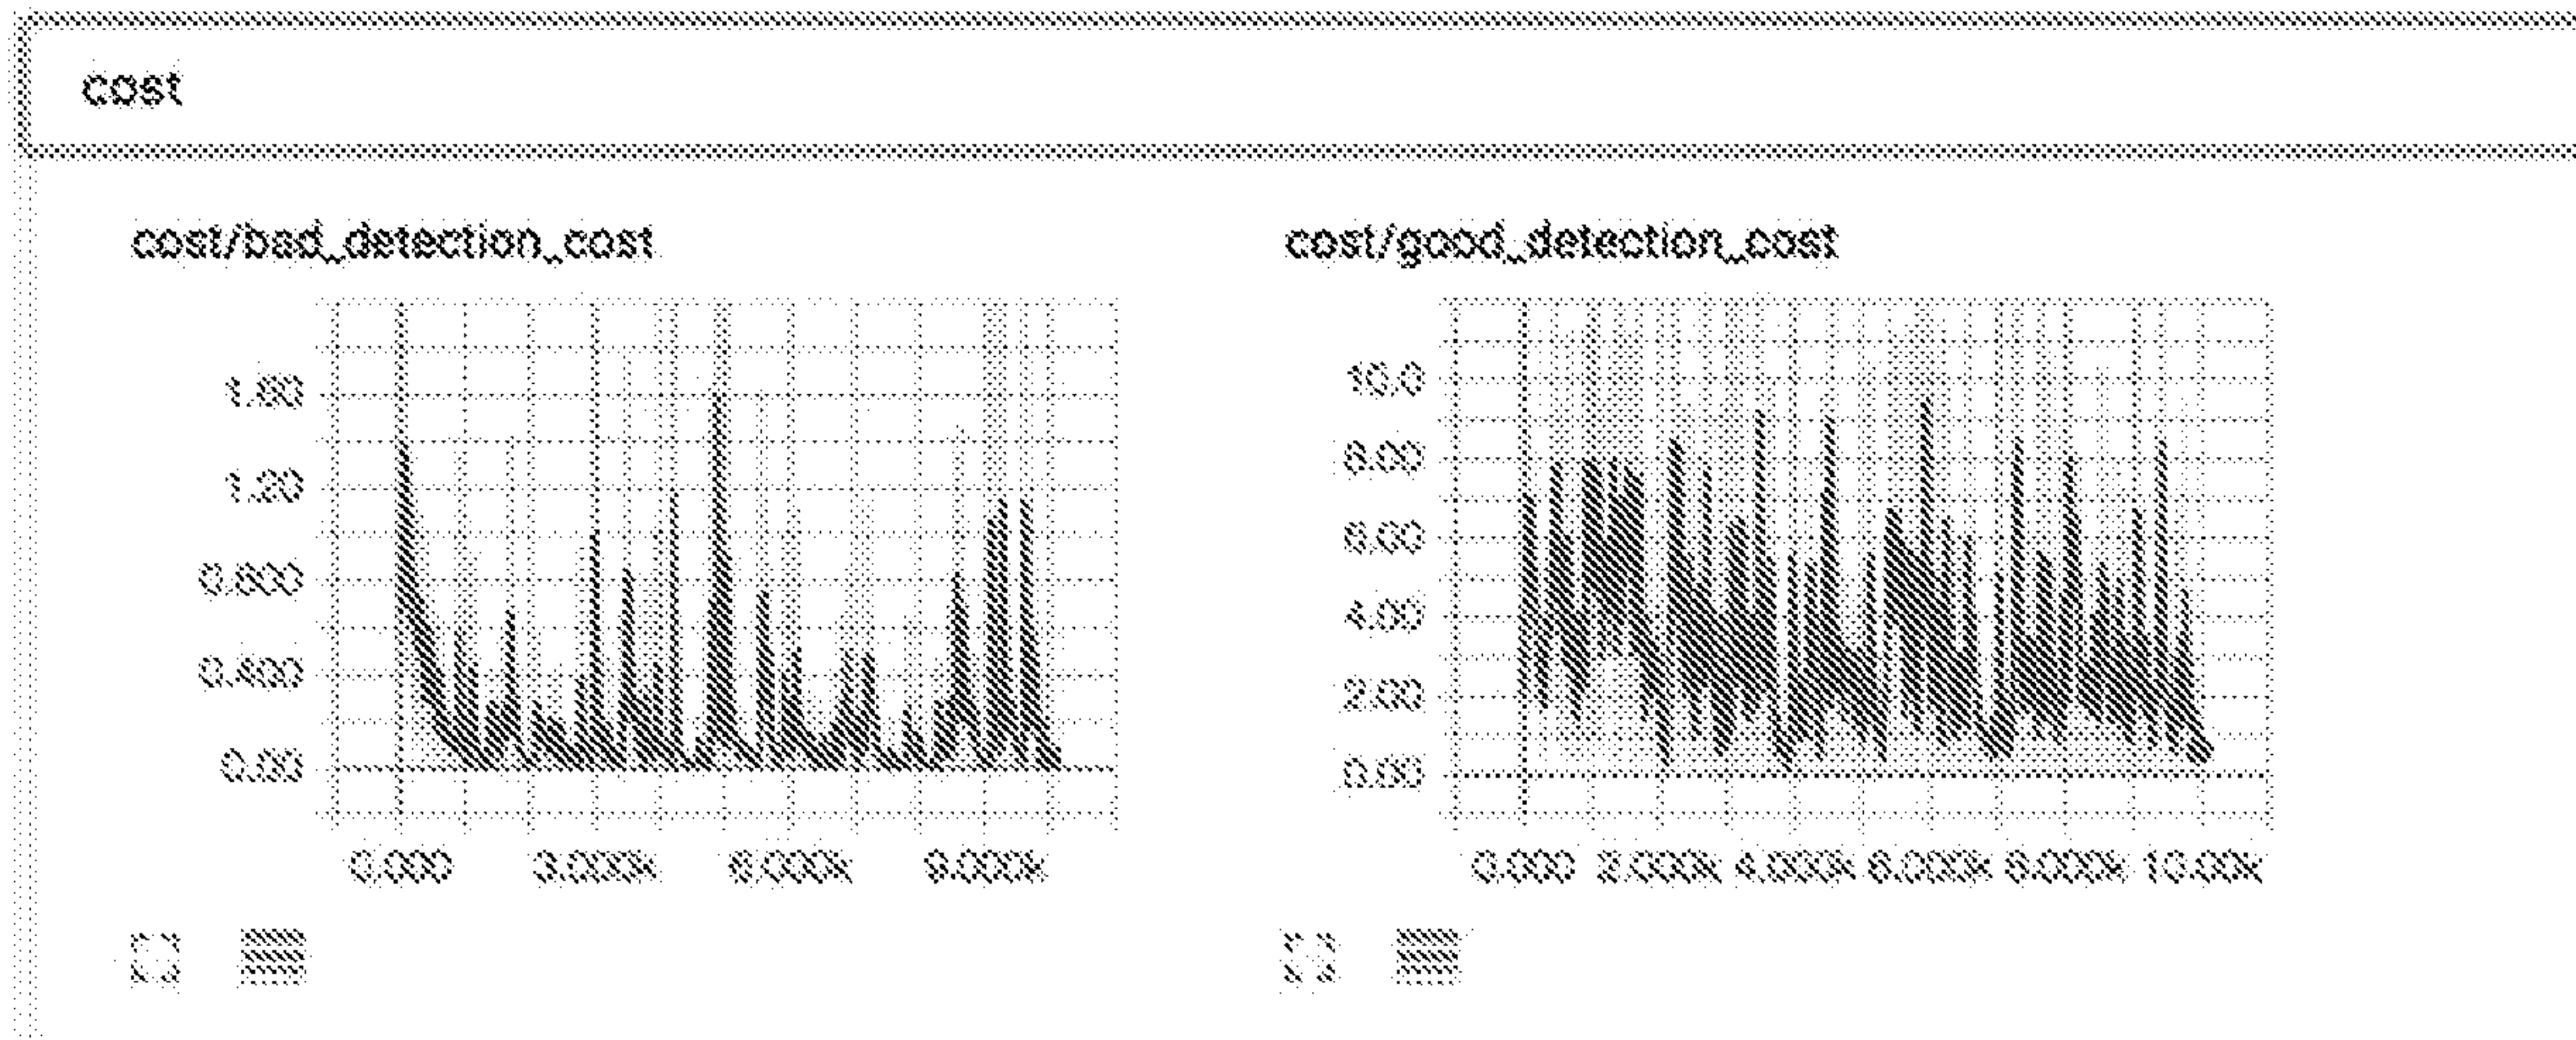 cost
cost/bad_detection_cost
1.60
1.20
0.800
0.400
0.00
0.000 3.000k 6.000k 9.000k
cost/good_detection_cost
10.0
8.00
6.00
4.00
2.00
0.00
0.000 2.000k 4.000k 6.000k 8.000k 10.00k